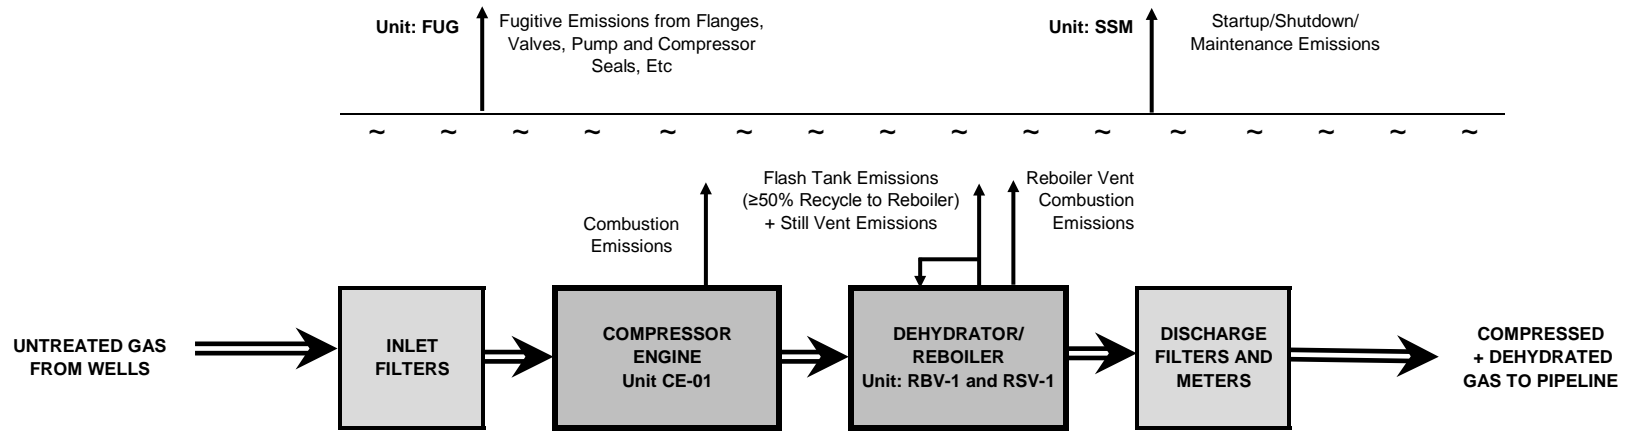 Unit: FUG
Fugitive Emissions from Flanges,
Valves, Pump and Compressor
Seals, Etc
Unit: SSM
Startup/Shutdown/
Maintenance Emissions
~ ~ ~ ~ ~ ~ ~ ~ ~ ~ ~ ~ ~ ~ ~ ~
Combustion
Emissions
Flash Tank Emissions
(≥50% Recycle to Reboiler)
+ Still Vent Emissions
Reboiler Vent
Combustion
Emissions
UNTREATED GAS
FROM WELLS
INLET
FILTERS
COMPRESSOR
ENGINE
Unit CE-01
DEHYDRATOR/
REBOILER
Unit: RBV-1 and RSV-1
DISCHARGE
FILTERS AND
METERS
COMPRESSED
+ DEHYDRATED
GAS TO PIPELINE